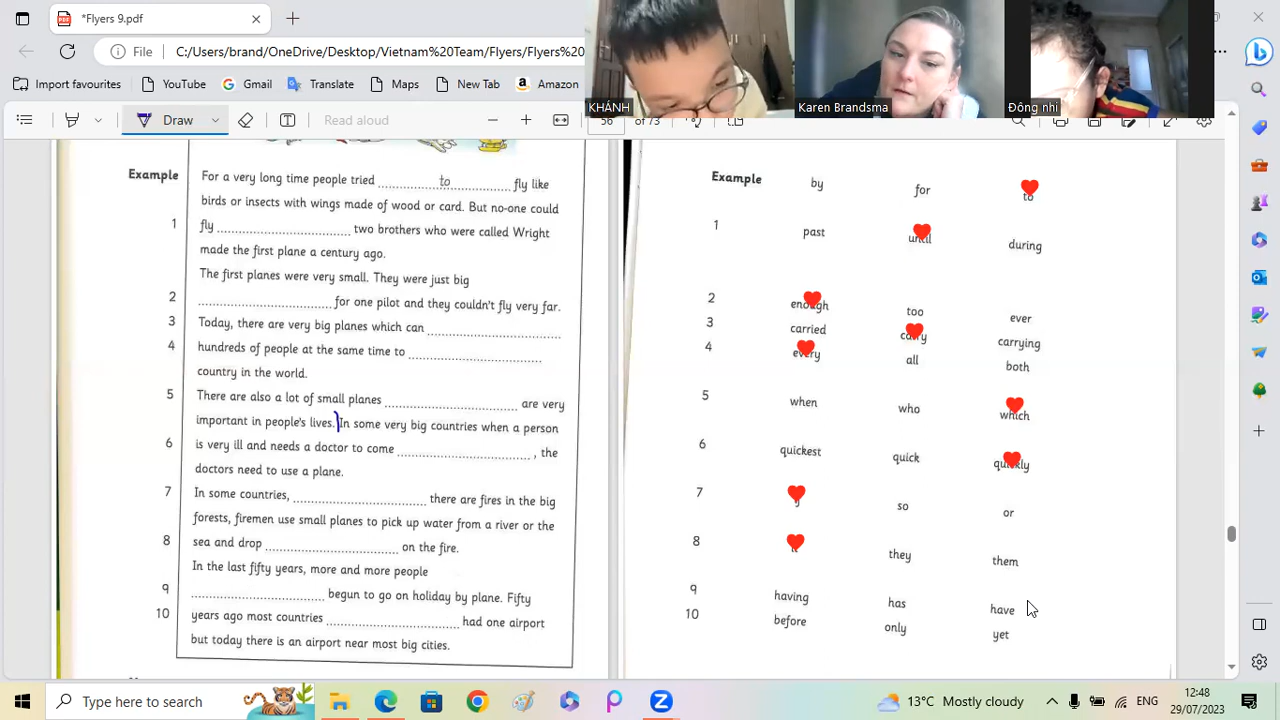 *Flyers 9.pdf
File
C:/Users/brand/OneDrive/Desktop/Vietnam%20Team/Flyers/Flyers%20
Import favourites
YouTube
Gmail
Translate
Maps
News
Amazon
KHÁNH
Karen Brandsma
Đông nhi
Draw
Read aloud
56
of 73
Example
For a very long time people tried to fly like
birds or insects with wings made of wood or card. But no-one could
1 fly .......... two brothers who were called Wright
made the first plane a century ago.
The first planes were very small. They were just big
2 .......... for one pilot and they couldn't fly very far.
3 Today, there are very big planes which can ..........
4 hundreds of people at the same time to ..........
country in the world.
5 There are also a lot of small planes .......... are very
important in people's lives. In some very big countries when a person
6 is very ill and needs a doctor to come .......... , the
doctors need to use a plane.
7 In some countries, .......... there are fires in the big
forests, firemen use small planes to pick up water from a river or the
8 sea and drop .......... on the fire.
In the last fifty years, more and more people
9 .......... begun to go on holiday by plane. Fifty
10 years ago most countries .......... had one airport
but today there is an airport near most big cities.
Example by for to
1 past until during
2 enough too ever
3 carried carry carrying
4 every all both
5 when who which
6 quickest quick quickly
7 so or
8 they them
9 having has have
10 before only yet
Type here to search
13°C Mostly cloudy
ENG
12:48
29/07/2023